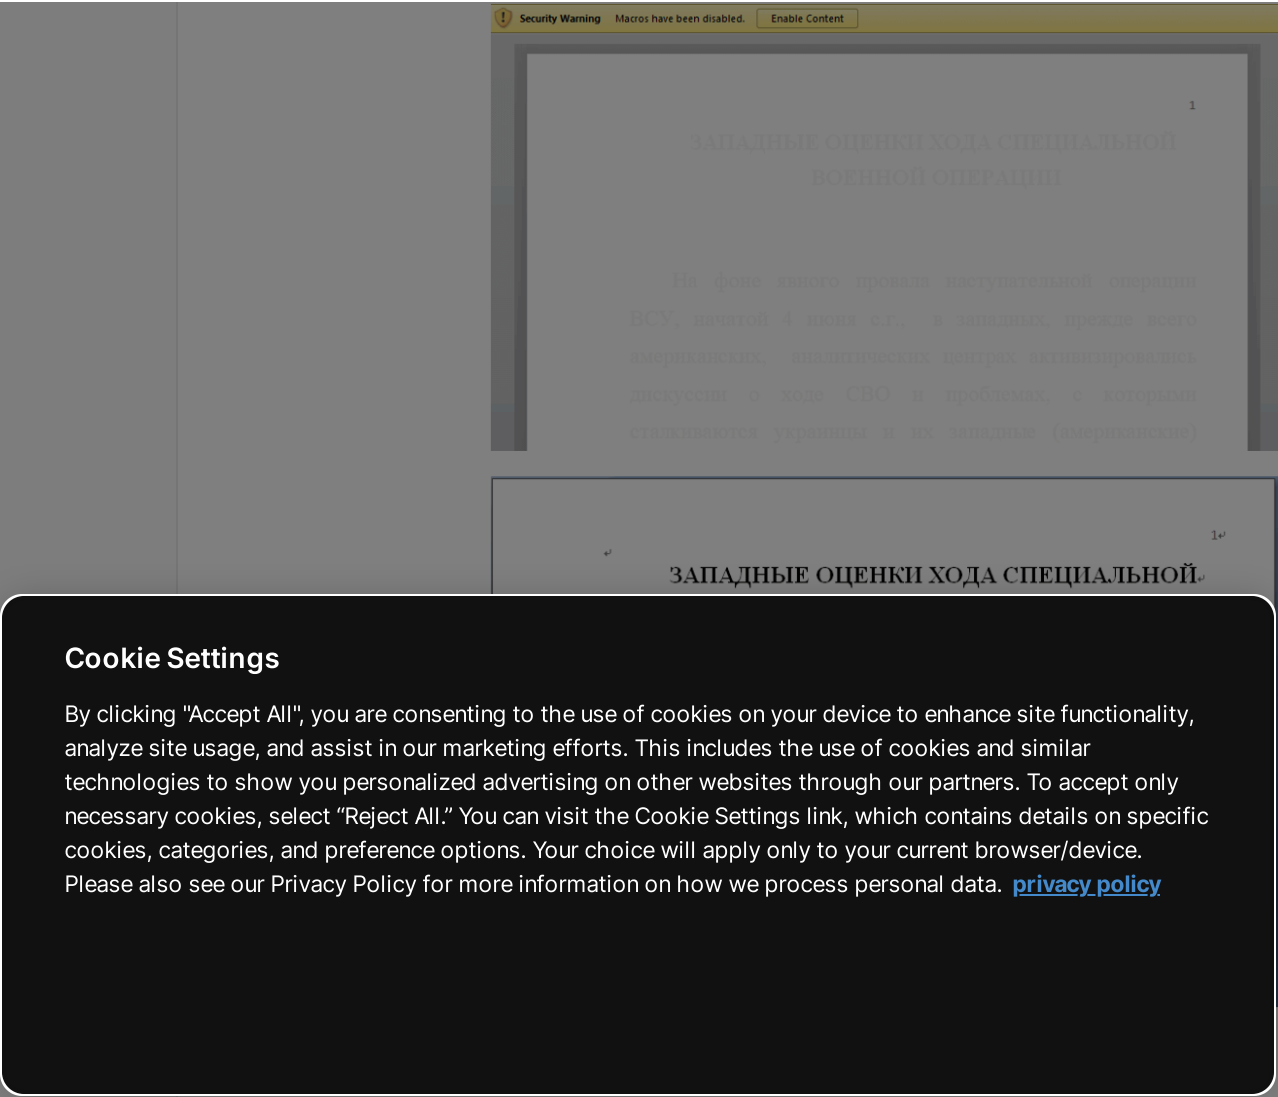 Security Warning Macros have been disabled. Enable Content
1
ЗАПАДНЫЕ ОЦЕНКИ ХОДА СПЕЦИАЛЬНОЙ
ВОЕННОЙ ОПЕРАЦИИ
На фоне явного провала наступательной операции
ВСУ, начатой 4 июня с.г., в западных, прежде всего
американских, аналитических центрах активизировались
дискуссии о ходе СВО и проблемах, с которыми
сталкиваются украинцы и их западные (американские)
1
ЗАПАДНЫЕ ОЦЕНКИ ХОДА СПЕЦИАЛЬНОЙ
Cookie Settings
By clicking "Accept All", you are consenting to the use of cookies on your device to enhance site functionality,
analyze site usage, and assist in our marketing efforts. This includes the use of cookies and similar
technologies to show you personalized advertising on other websites through our partners. To accept only
necessary cookies, select “Reject All.” You can visit the Cookie Settings link, which contains details on specific
cookies, categories, and preference options. Your choice will apply only to your current browser/device.
Please also see our Privacy Policy for more information on how we process personal data. privacy policy